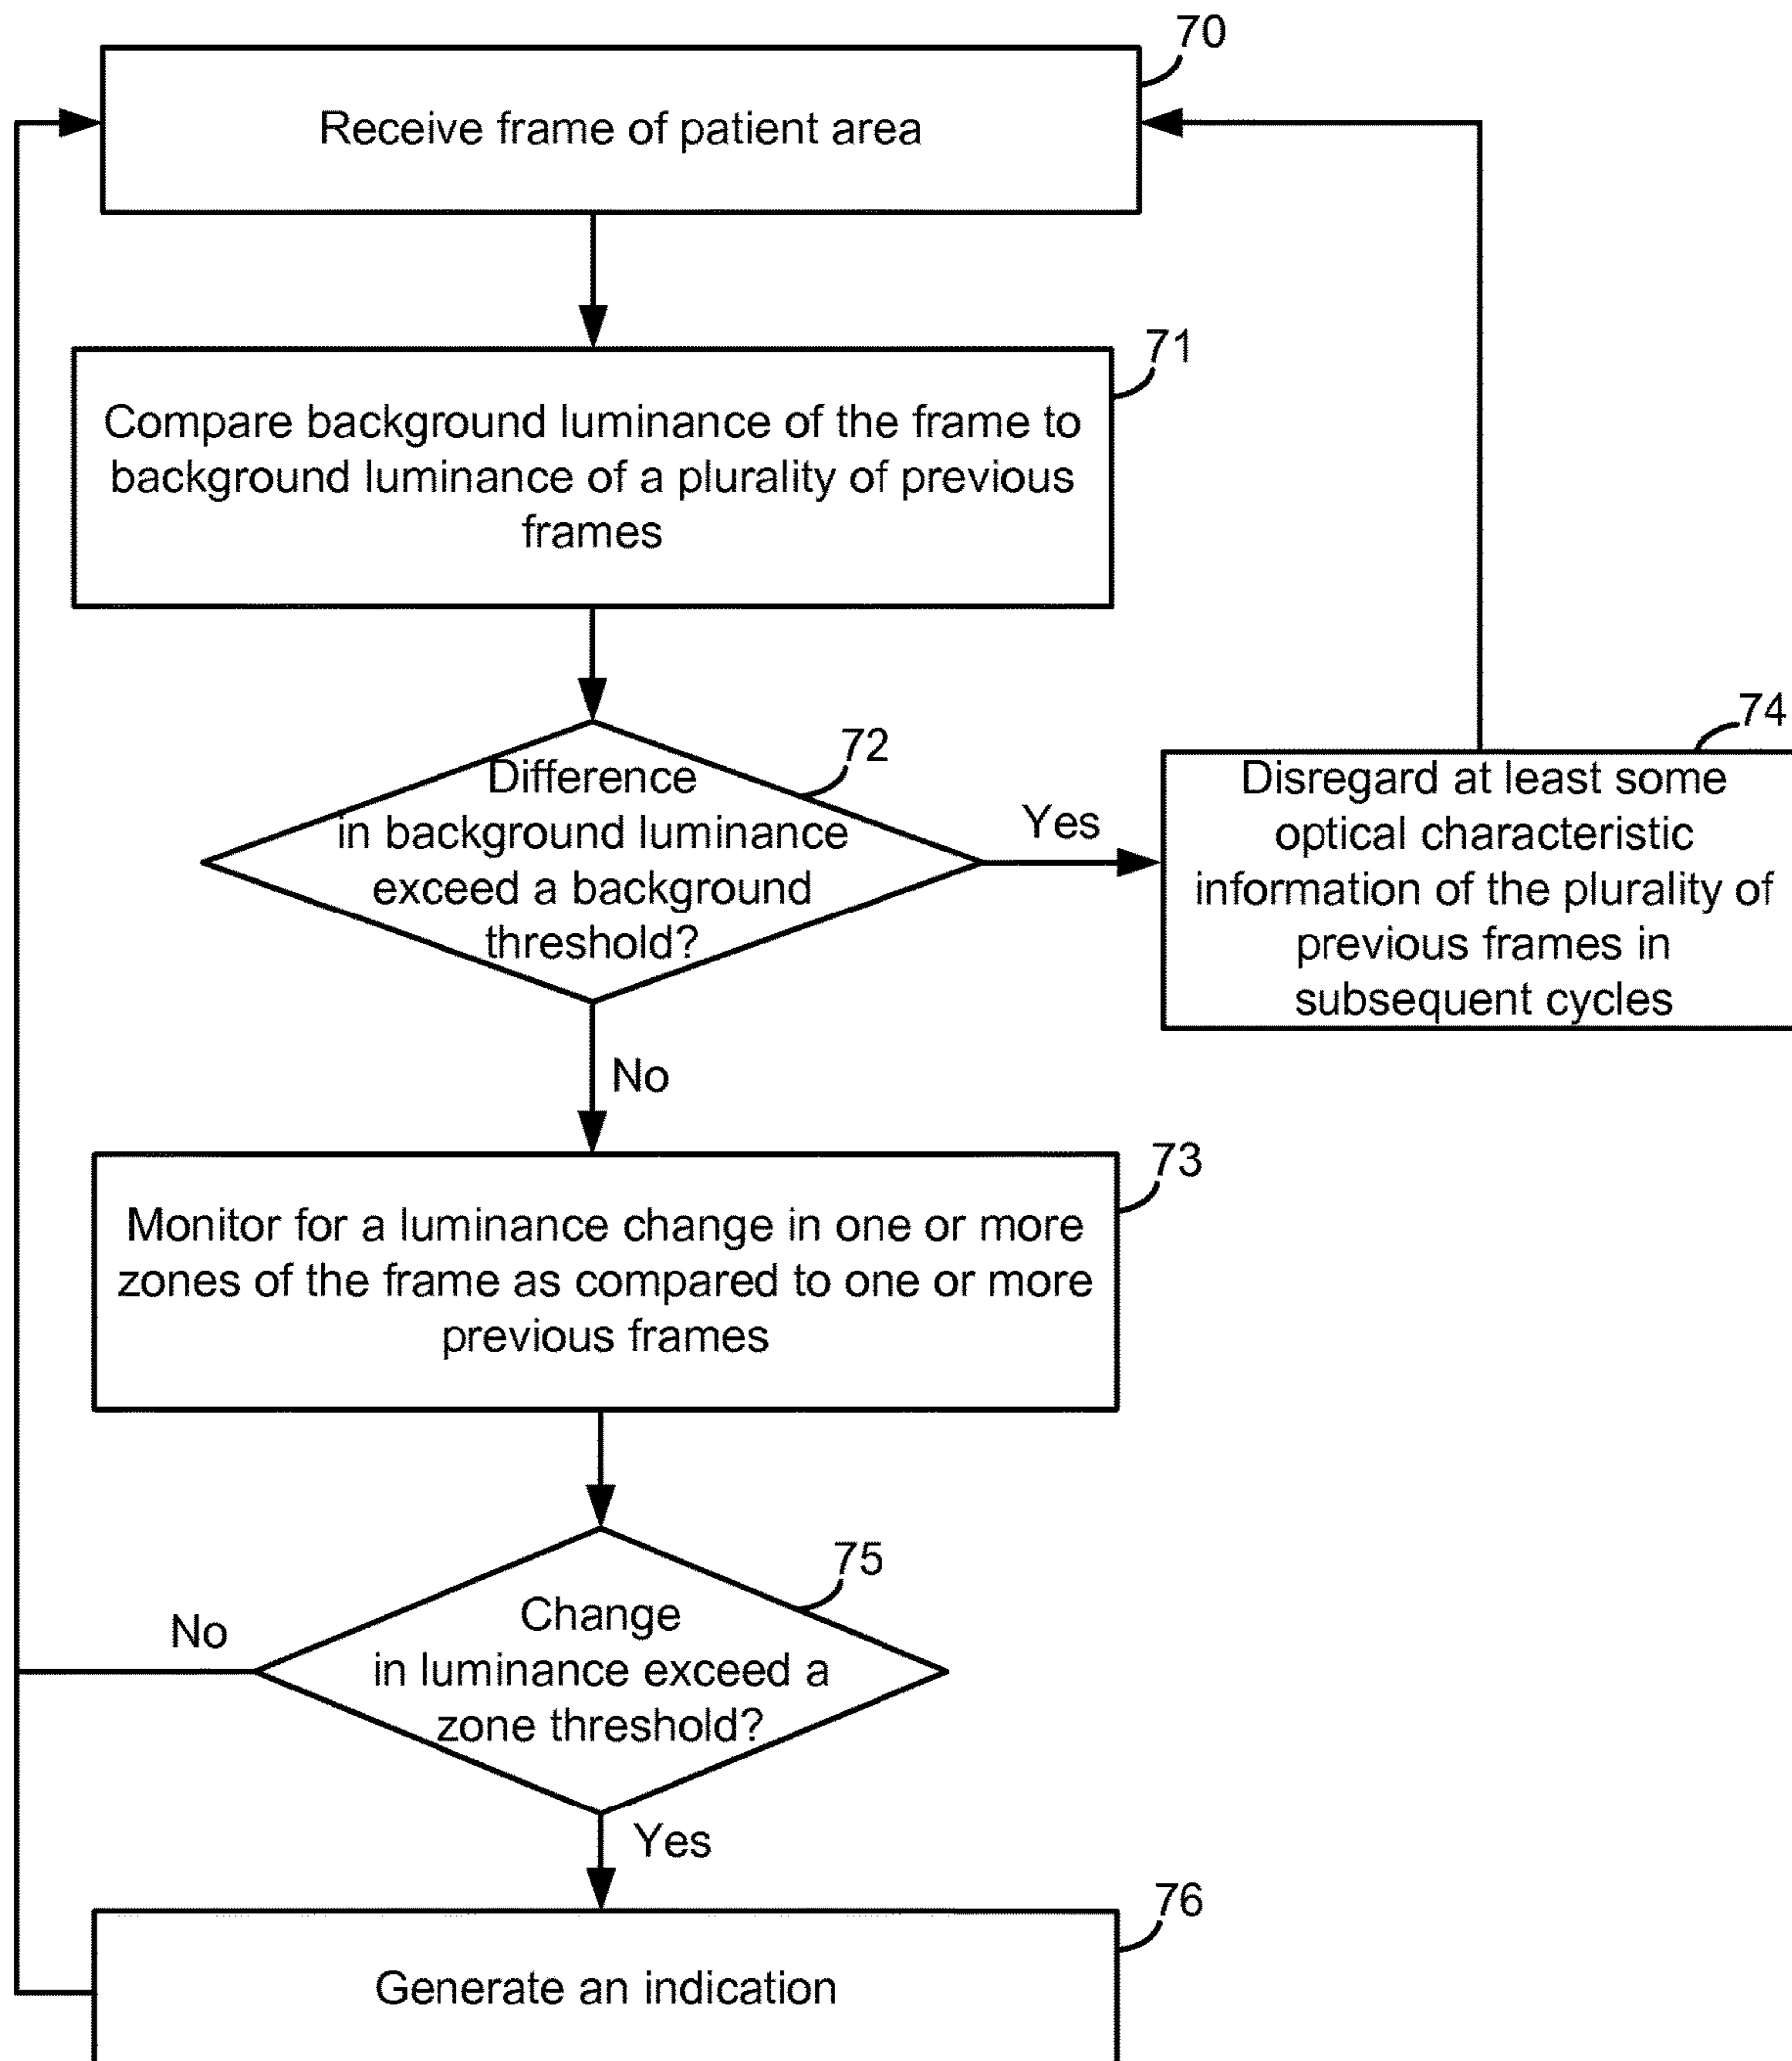 70
Receive frame of patient area
71
Compare background luminance of the frame to
background luminance of a plurality of previous
frames
72
Difference
in background luminance
exceed a background
threshold?
Yes
74
Disregard at least some
optical characteristic
information of the plurality of
previous frames in
subsequent cycles
No
73
Monitor for a luminance change in one or more
zones of the frame as compared to one or more
previous frames
75
Change
in luminance exceed a
zone threshold?
No
Yes
76
Generate an indication